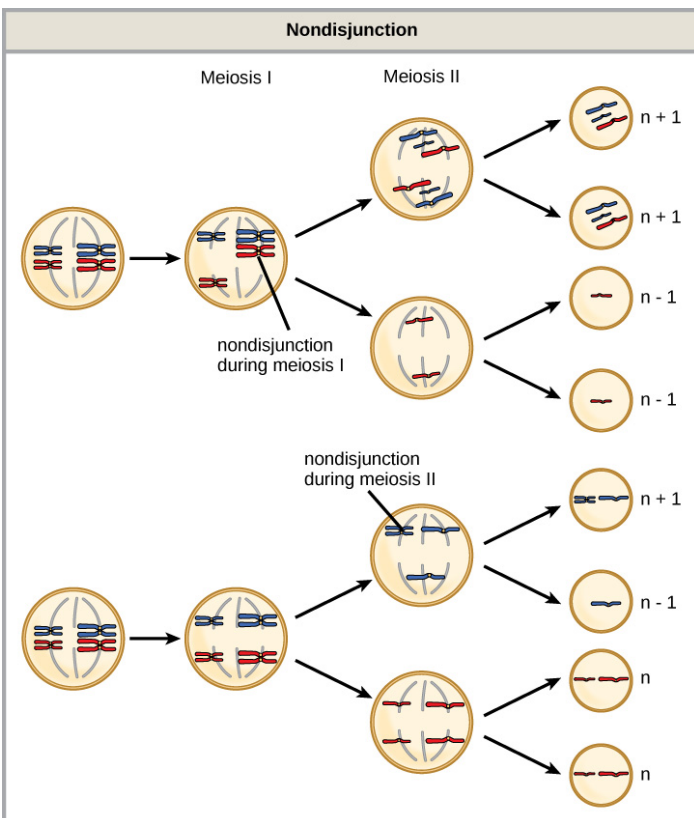 Nondisjunction
Meiosis I
Meiosis II
n + 1
n + 1
n - 1
nondisjunction
during meiosis I
n - 1
nondisjunction
during meiosis II
n + 1
n - 1
n
n